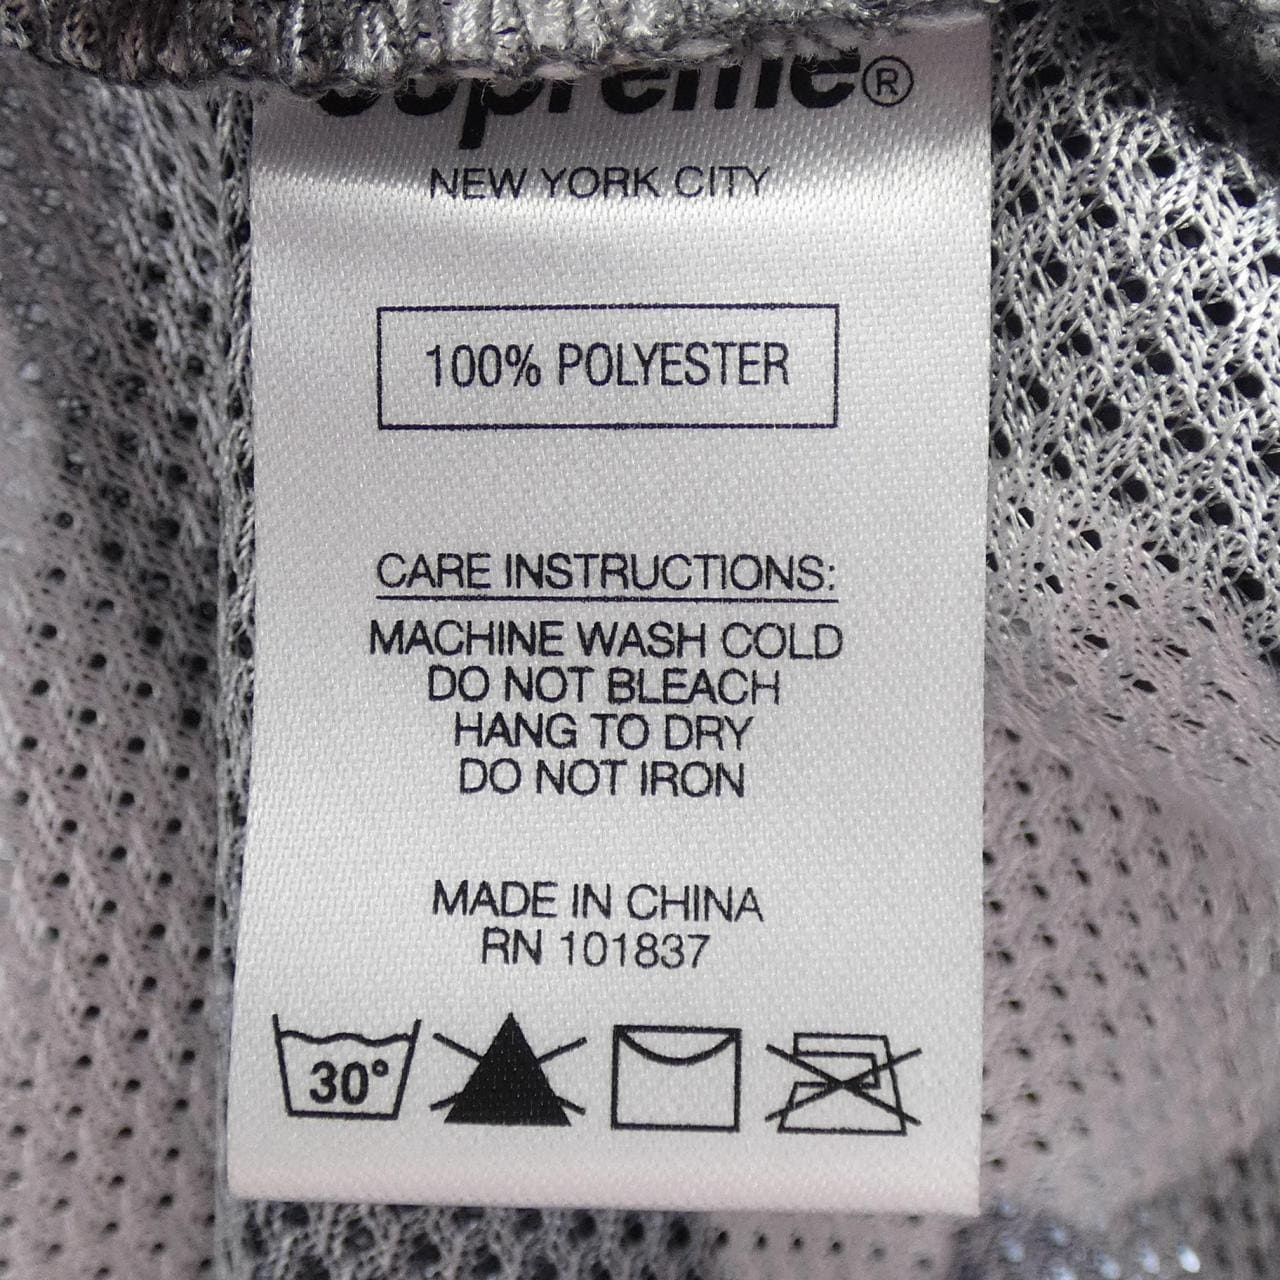 Supreme®
NEW YORK CITY
100% POLYESTER
CARE INSTRUCTIONS:
MACHINE WASH COLD
DO NOT BLEACH
HANG TO DRY
DO NOT IRON
MADE IN CHINA
RN 101837
30°